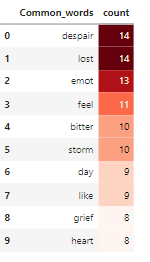 Common_words count
0 despair 14
1 lost 14
2 emot 13
3 feel 11
4 bitter 10
5 storm 10
6 day 9
7 like 9
8 grief 8
9 heart 8